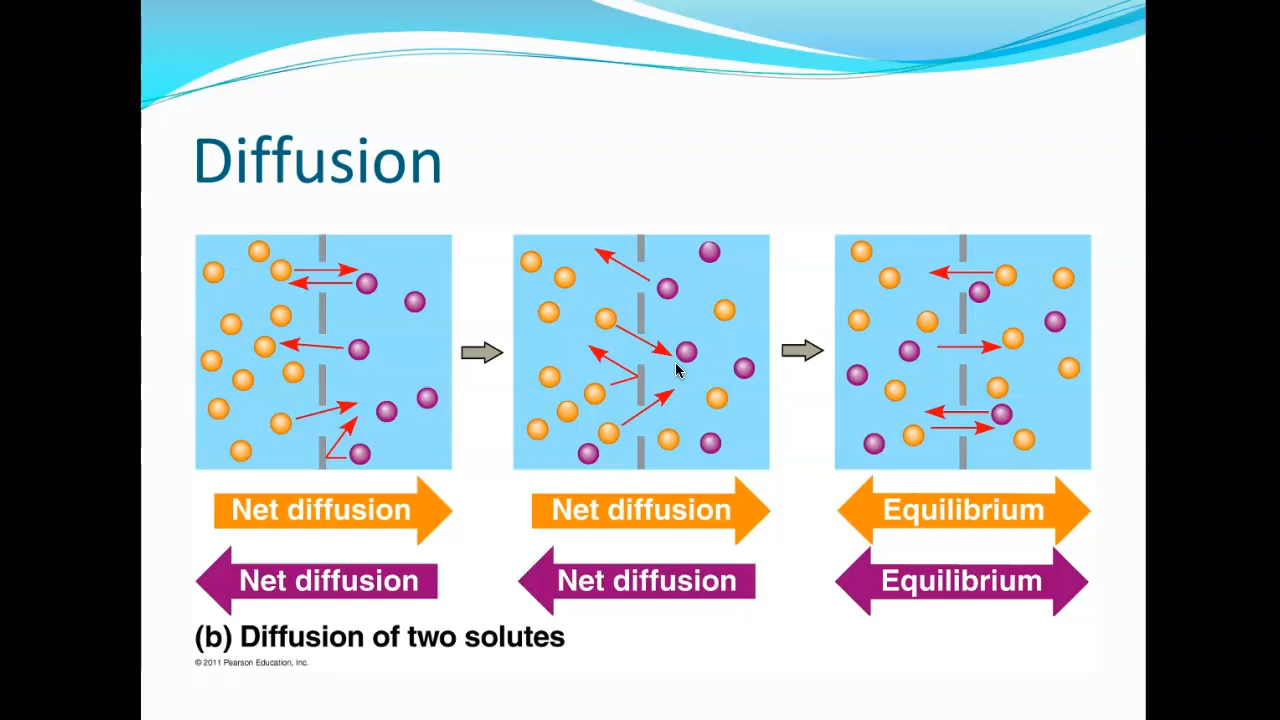 Diffusion
Net diffusion
Net diffusion
Equilibrium
Net diffusion
Net diffusion
Equilibrium
(b) Diffusion of two solutes
© 2011 Pearson Education, Inc.